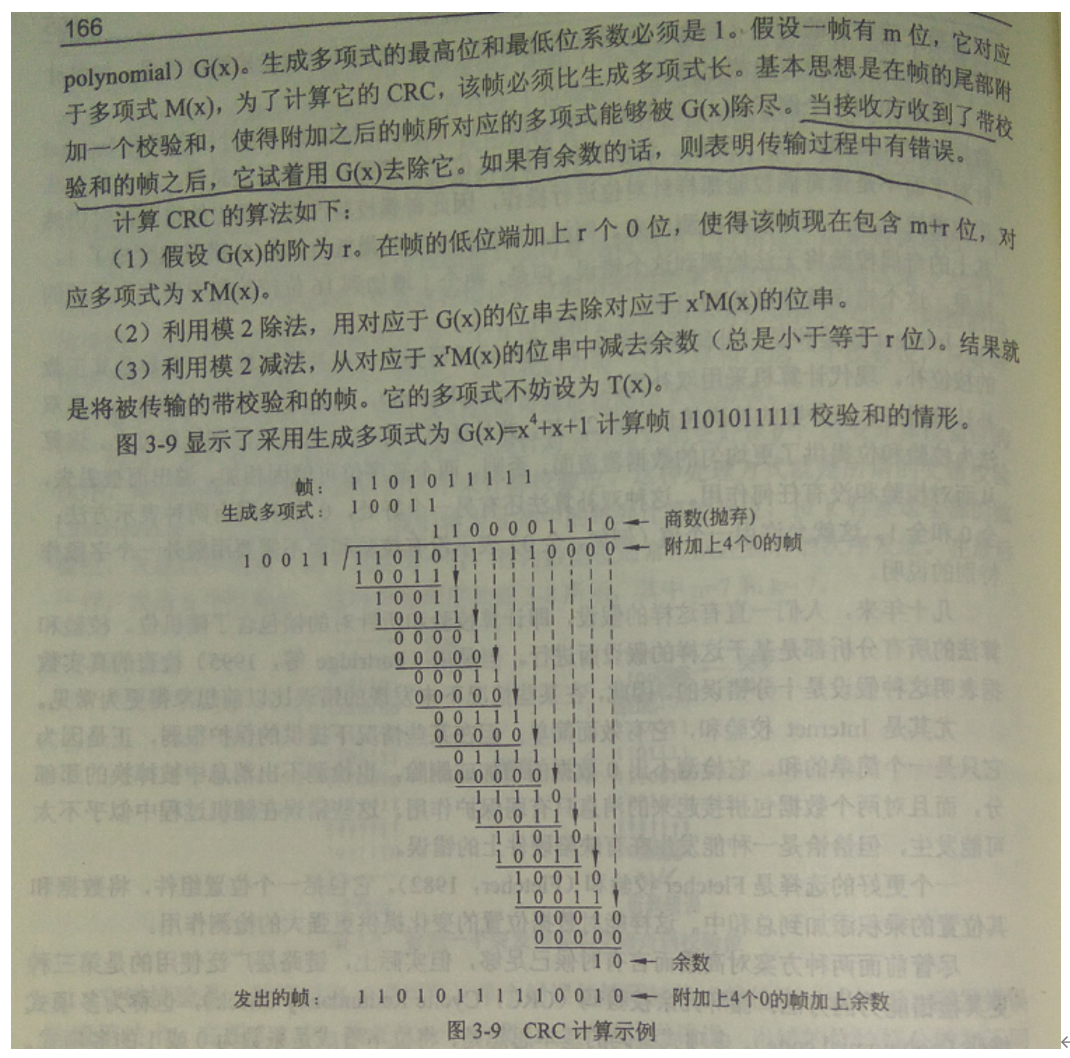 166
polynomial）G(x)。生成多项式的最高位和最低位系数必须是 1。假设一帧有 m 位，它对应
于多项式 M(x)，为了计算它的 CRC，该帧必须比生成多项式长。基本思想是在帧的尾部附
加一个校验和，使得附加之后的帧所对应的多项式能够被 G(x)除尽。当接收方收到了带校
验和的帧之后，它试着用 G(x)去除它。如果有余数的话，则表明传输过程中有错误。
计算 CRC 的算法如下：
（1）假设 G(x)的阶为 r。在帧的低位端加上 r 个 0 位，使得该帧现在包含 m+r 位，对
应多项式为 xʳM(x)。
（2）利用模 2 除法，用对应于 G(x)的位串去除对应于 xʳM(x)的位串。
（3）利用模 2 减法，从对应于 xʳM(x)的位串中减去余数（总是小于等于 r 位）。结果就
是将被传输的带校验和的帧。它的多项式不妨设为 T(x)。
图 3-9 显示了采用生成多项式为 G(x)=x⁴+x+1 计算帧 1101011111 校验和的情形。
帧： 1 1 0 1 0 1 1 1 1 1
生成多项式： 1 0 0 1 1
1 1 0 0 0 0 1 1 1 0 商数(抛弃)
1 0 0 1 1 1 1 0 1 0 1 1 1 1 1 0 0 0 0 附加上4个0的帧
1 0 0 1 1
1 0 0 1 1
1 0 0 1 1
0 0 0 0 1
0 0 0 0 0
0 0 0 1 1
0 0 0 0 0
0 0 1 1 1
0 0 0 0 0
0 1 1 1 1
0 0 0 0 0
1 1 1 1 0
1 0 0 1 1
1 1 0 1 0
1 0 0 1 1
1 0 0 1 0
1 0 0 1 1
0 0 0 1 0
0 0 0 0 0
1 0 余数
发出的帧： 1 1 0 1 0 1 1 1 1 1 0 0 1 0 附加上4个0的帧加上余数
图 3-9 CRC 计算示例